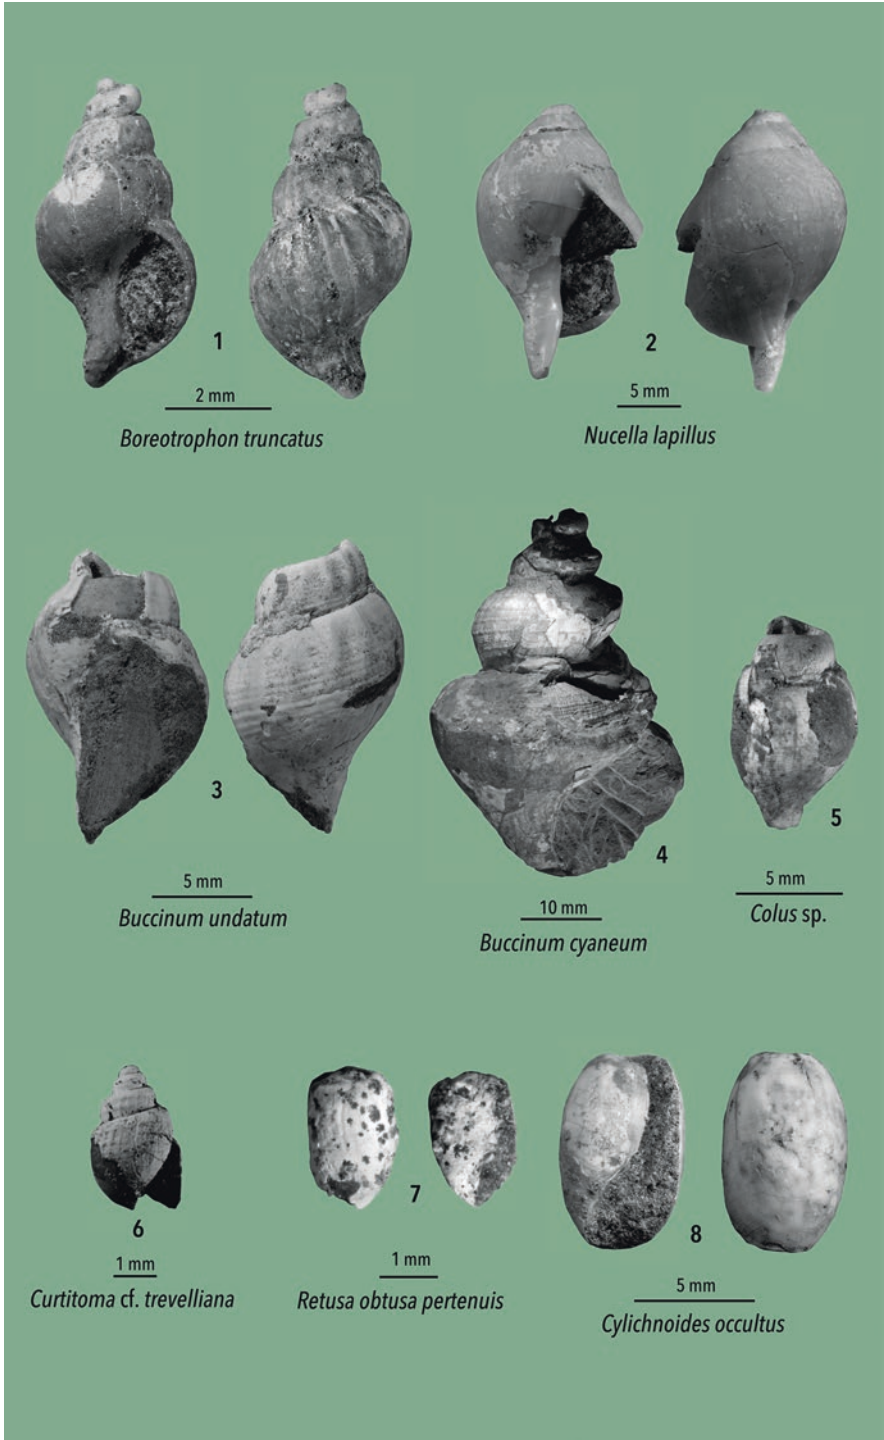 1
2 mm
Boreotrophon truncatus
2
5 mm
Nucella lapillus
3
5 mm
Buccinum undatum
4
10 mm
Buccinum cyaneum
5
5 mm
Colus sp.
6
1 mm
Curtitoma cf. trevelliana
7
1 mm
Retusa obtusa pertenuis
8
5 mm
Cylichnoides occultus